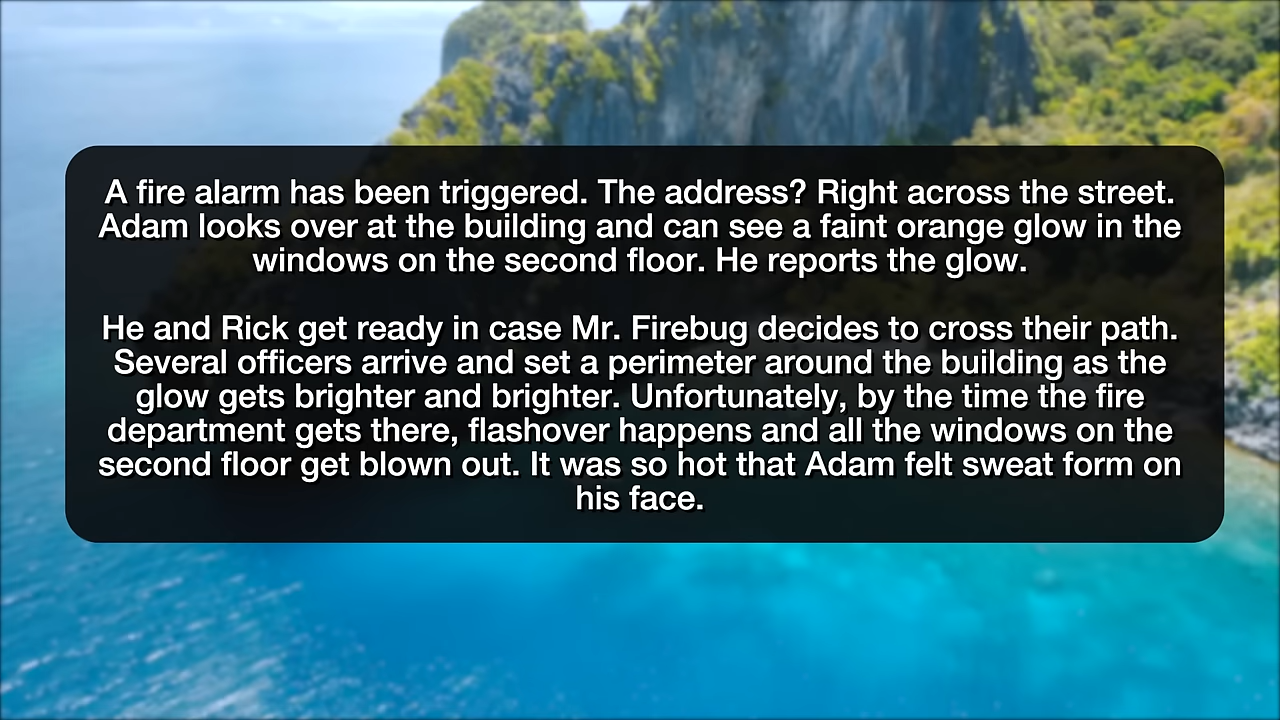 A fire alarm has been triggered. The address? Right across the street.
Adam looks over at the building and can see a faint orange glow in the
windows on the second floor. He reports the glow.
He and Rick get ready in case Mr. Firebug decides to cross their path.
Several officers arrive and set a perimeter around the building as the
glow gets brighter and brighter. Unfortunately, by the time the fire
department gets there, flashover happens and all the windows on the
second floor get blown out. It was so hot that Adam felt sweat form on
his face.